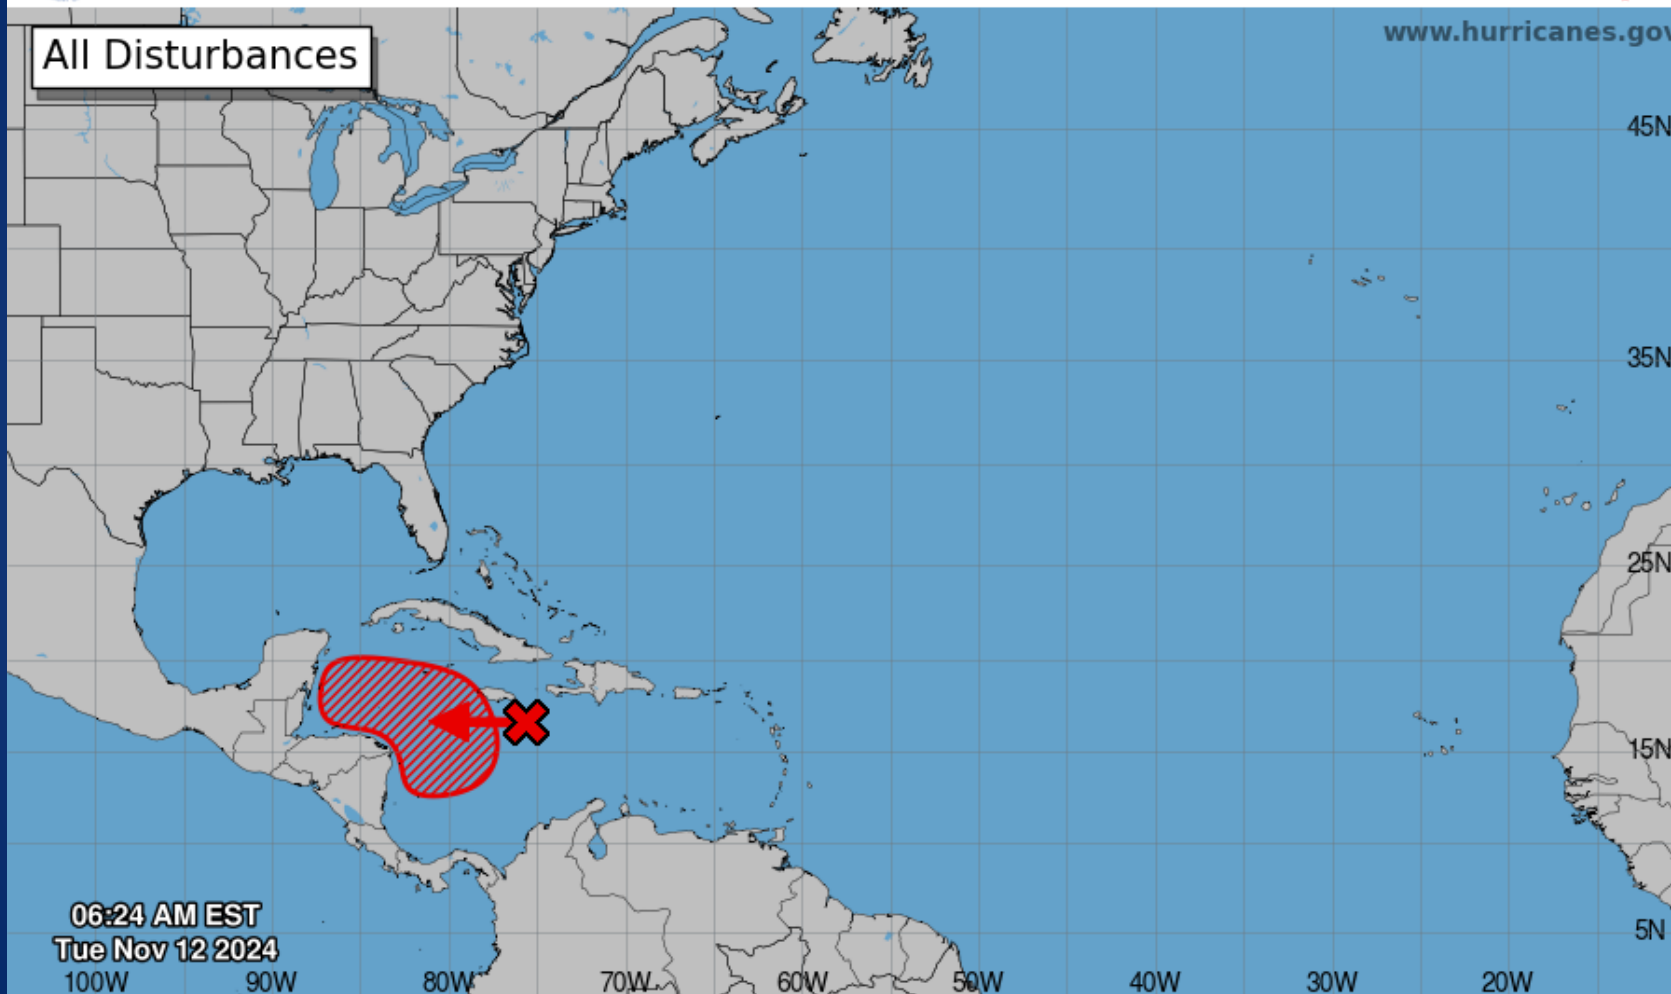 www.hurricanes.gov
All Disturbances
45N
35N
25N
15N
06:24 AM EST
5N
Tue Nov 12 2024
100W 90W 80W 70W 60W 50W 40W 30W 20W